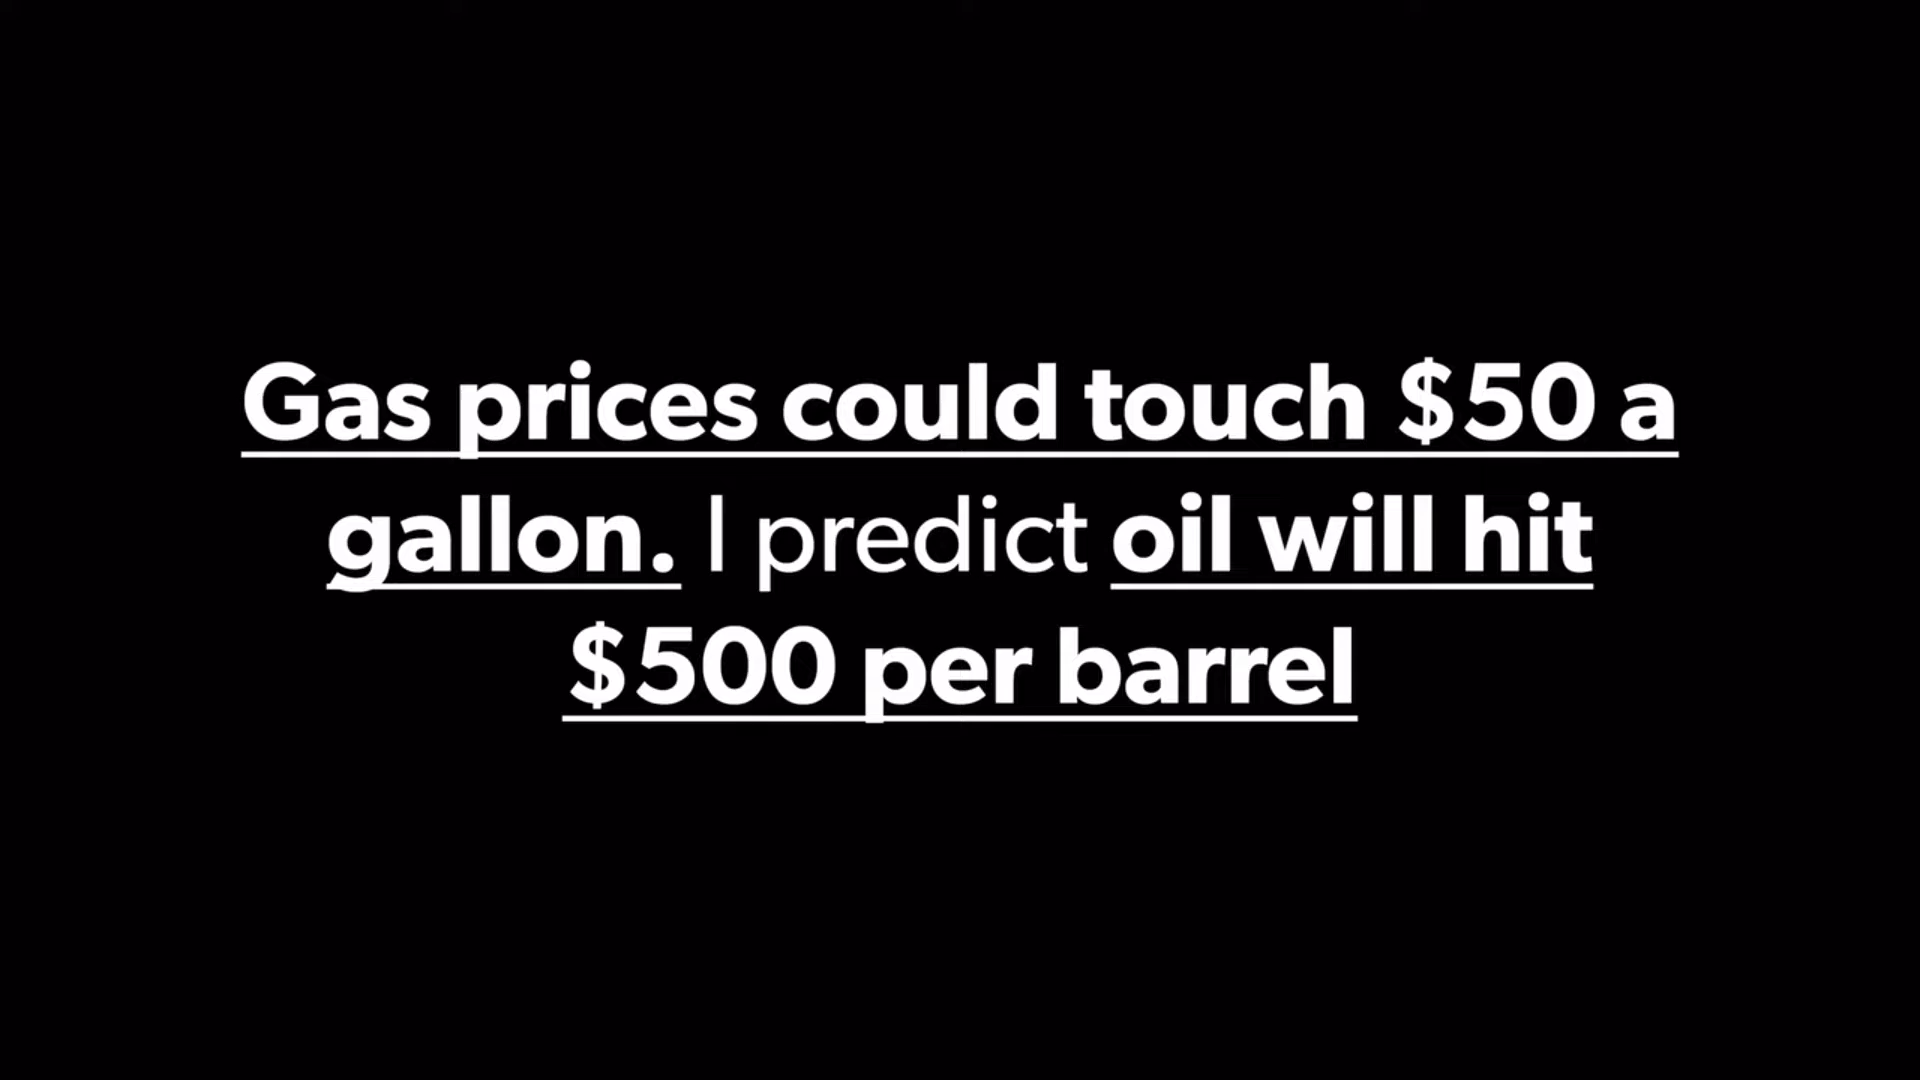 Gas prices could touch $50 a
gallon. I predict oil will hit
$500 per barrel